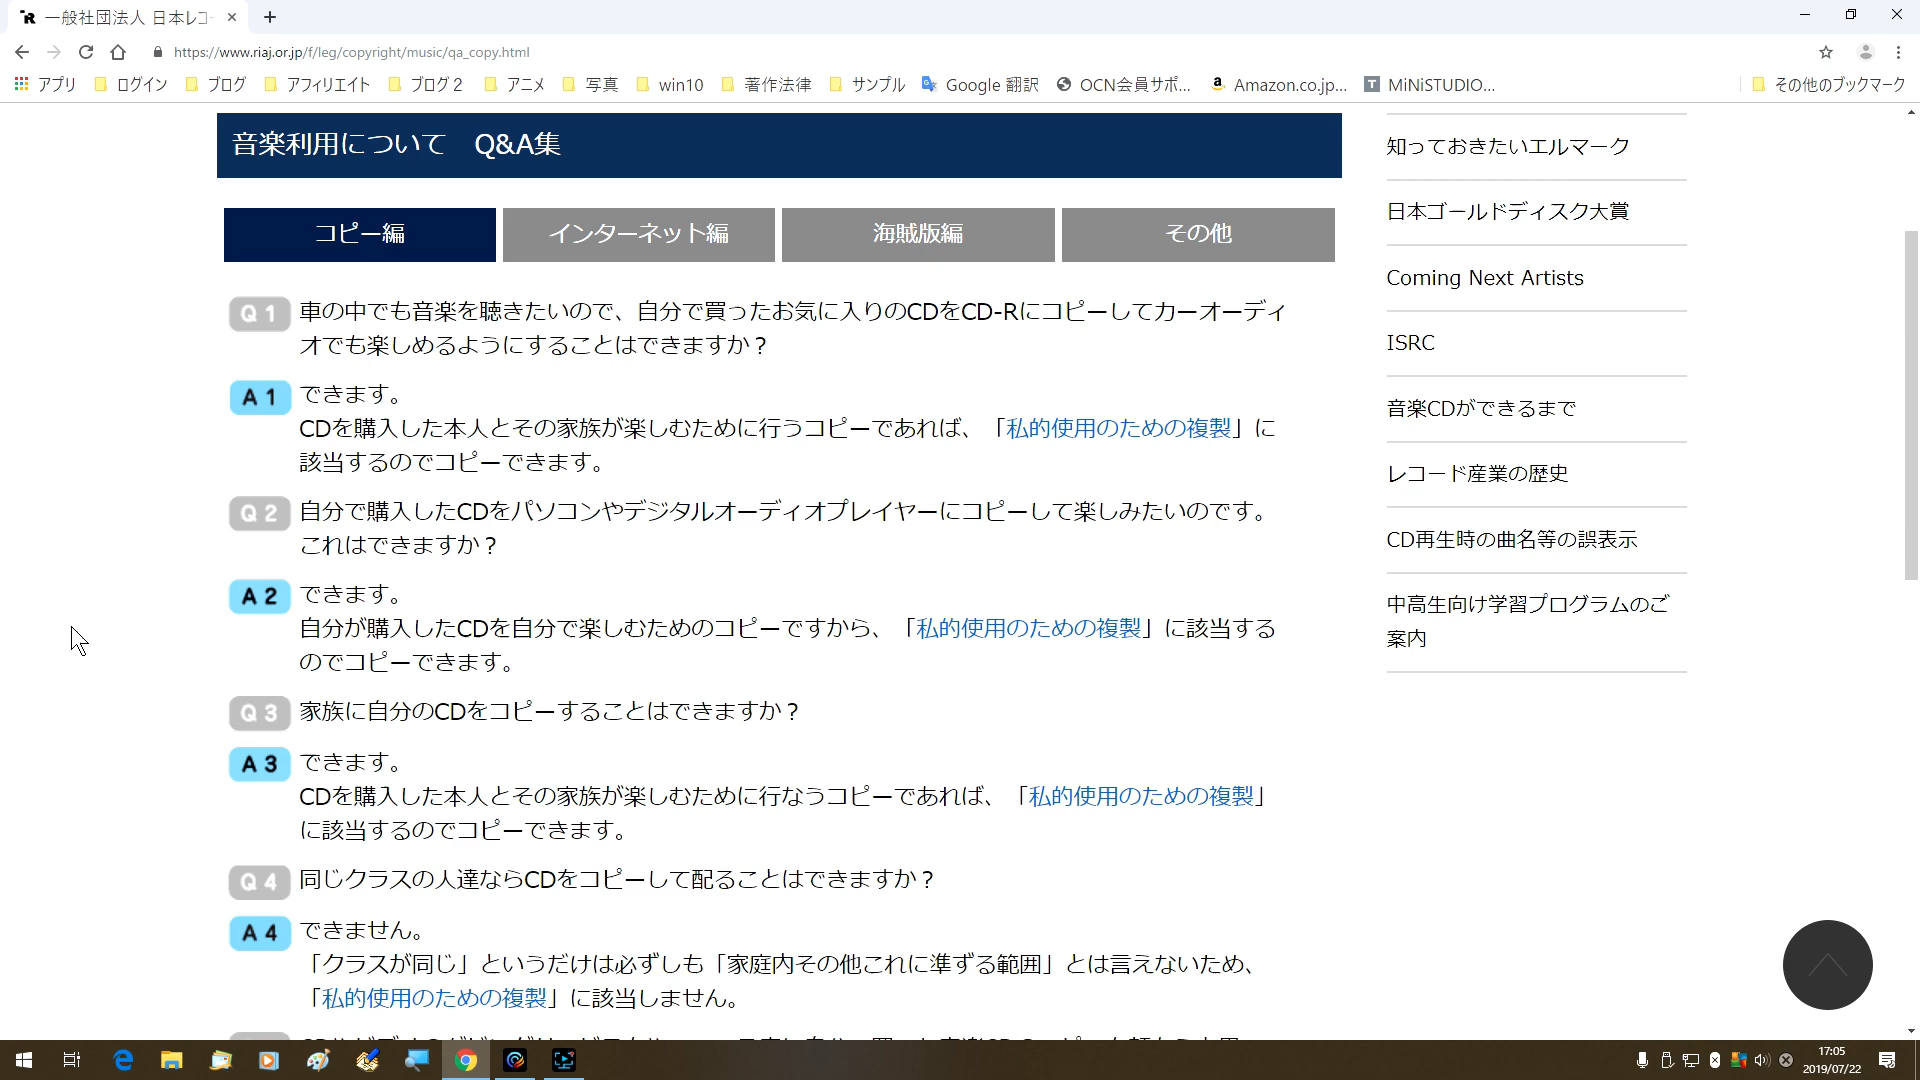 一般社団法人 日本レコ
https://www.riaj.or.jp/f/leg/copyright/music/qa_copy.html
アプリ ログイン ブログ アフィリエイト ブログ２ アニメ 写真 win10 著作法律 サンプル Google 翻訳 OCN会員サポ... Amazon.co.jp... MiNiSTUDIO... その他のブックマーク
音楽利用について Q&A集
コピー編 インターネット編 海賊版編 その他
Q 1 車の中でも音楽を聴きたいので、自分で買ったお気に入りのCDをCD-Rにコピーしてカーオーディ
オでも楽しめるようにすることはできますか？
A 1 できます。
CDを購入した本人とその家族が楽しむために行うコピーであれば、「私的使用のための複製」に
該当するのでコピーできます。
Q 2 自分で購入したCDをパソコンやデジタルオーディオプレイヤーにコピーして楽しみたいのです。
これはできますか？
A 2 できます。
自分が購入したCDを自分で楽しむためのコピーですから、「私的使用のための複製」に該当する
のでコピーできます。
Q 3 家族に自分のCDをコピーすることはできますか？
A 3 できます。
CDを購入した本人とその家族が楽しむために行なうコピーであれば、「私的使用のための複製」
に該当するのでコピーできます。
Q 4 同じクラスの人達ならCDをコピーして配ることはできますか？
A 4 できません。
「クラスが同じ」というだけは必ずしも「家庭内その他これに準ずる範囲」とは言えないため、
「私的使用のための複製」に該当しません。
知っておきたいエルマーク
日本ゴールドディスク大賞
Coming Next Artists
ISRC
音楽CDができるまで
レコード産業の歴史
CD再生時の曲名等の誤表示
中高生向け学習プログラムのご
案内
17:05
2019/07/22